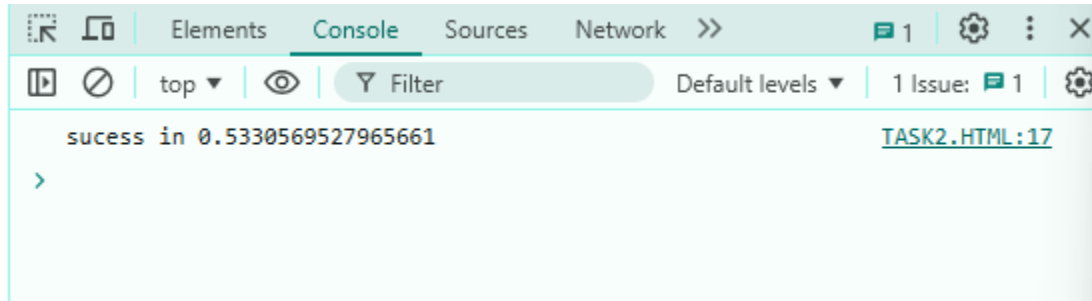 Elements Console Sources Network 1
top Filter Default levels 1 Issue: 1
sucess in 0.5330569527965661 TASK2.HTML:17